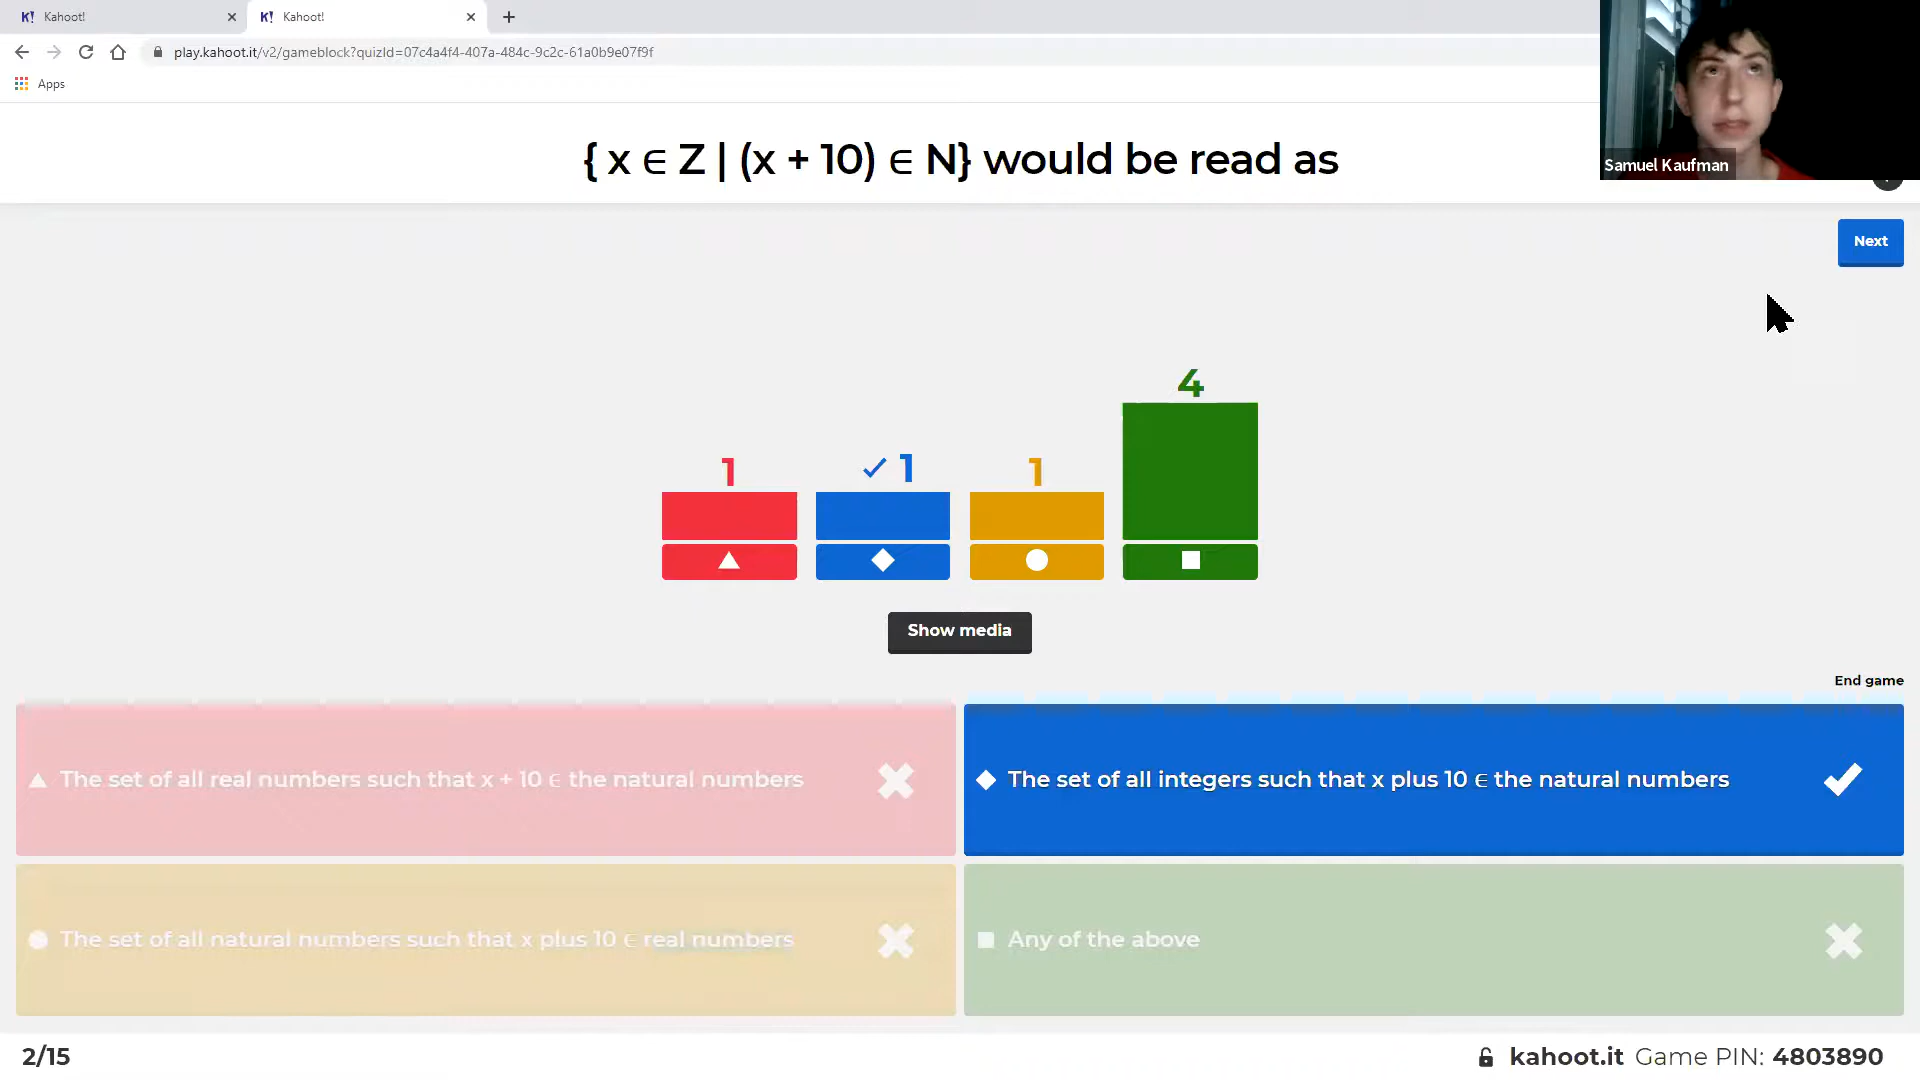 Kahoot!
Kahoot!
play.kahoot.it/v2/gameblock?quizId=07c4a4f4-407a-484c-9c2c-61a0b9e07f9f
Apps
{ x ∈ Z | (x + 10) ∈ N} would be read as
Samuel Kaufman
Next
1
1
1
4
Show media
End game
The set of all real numbers such that x + 10 ∈ the natural numbers
The set of all integers such that x plus 10 ∈ the natural numbers
The set of all natural numbers such that x plus 10 ∈ real numbers
Any of the above
2/15
kahoot.it Game PIN: 4803890